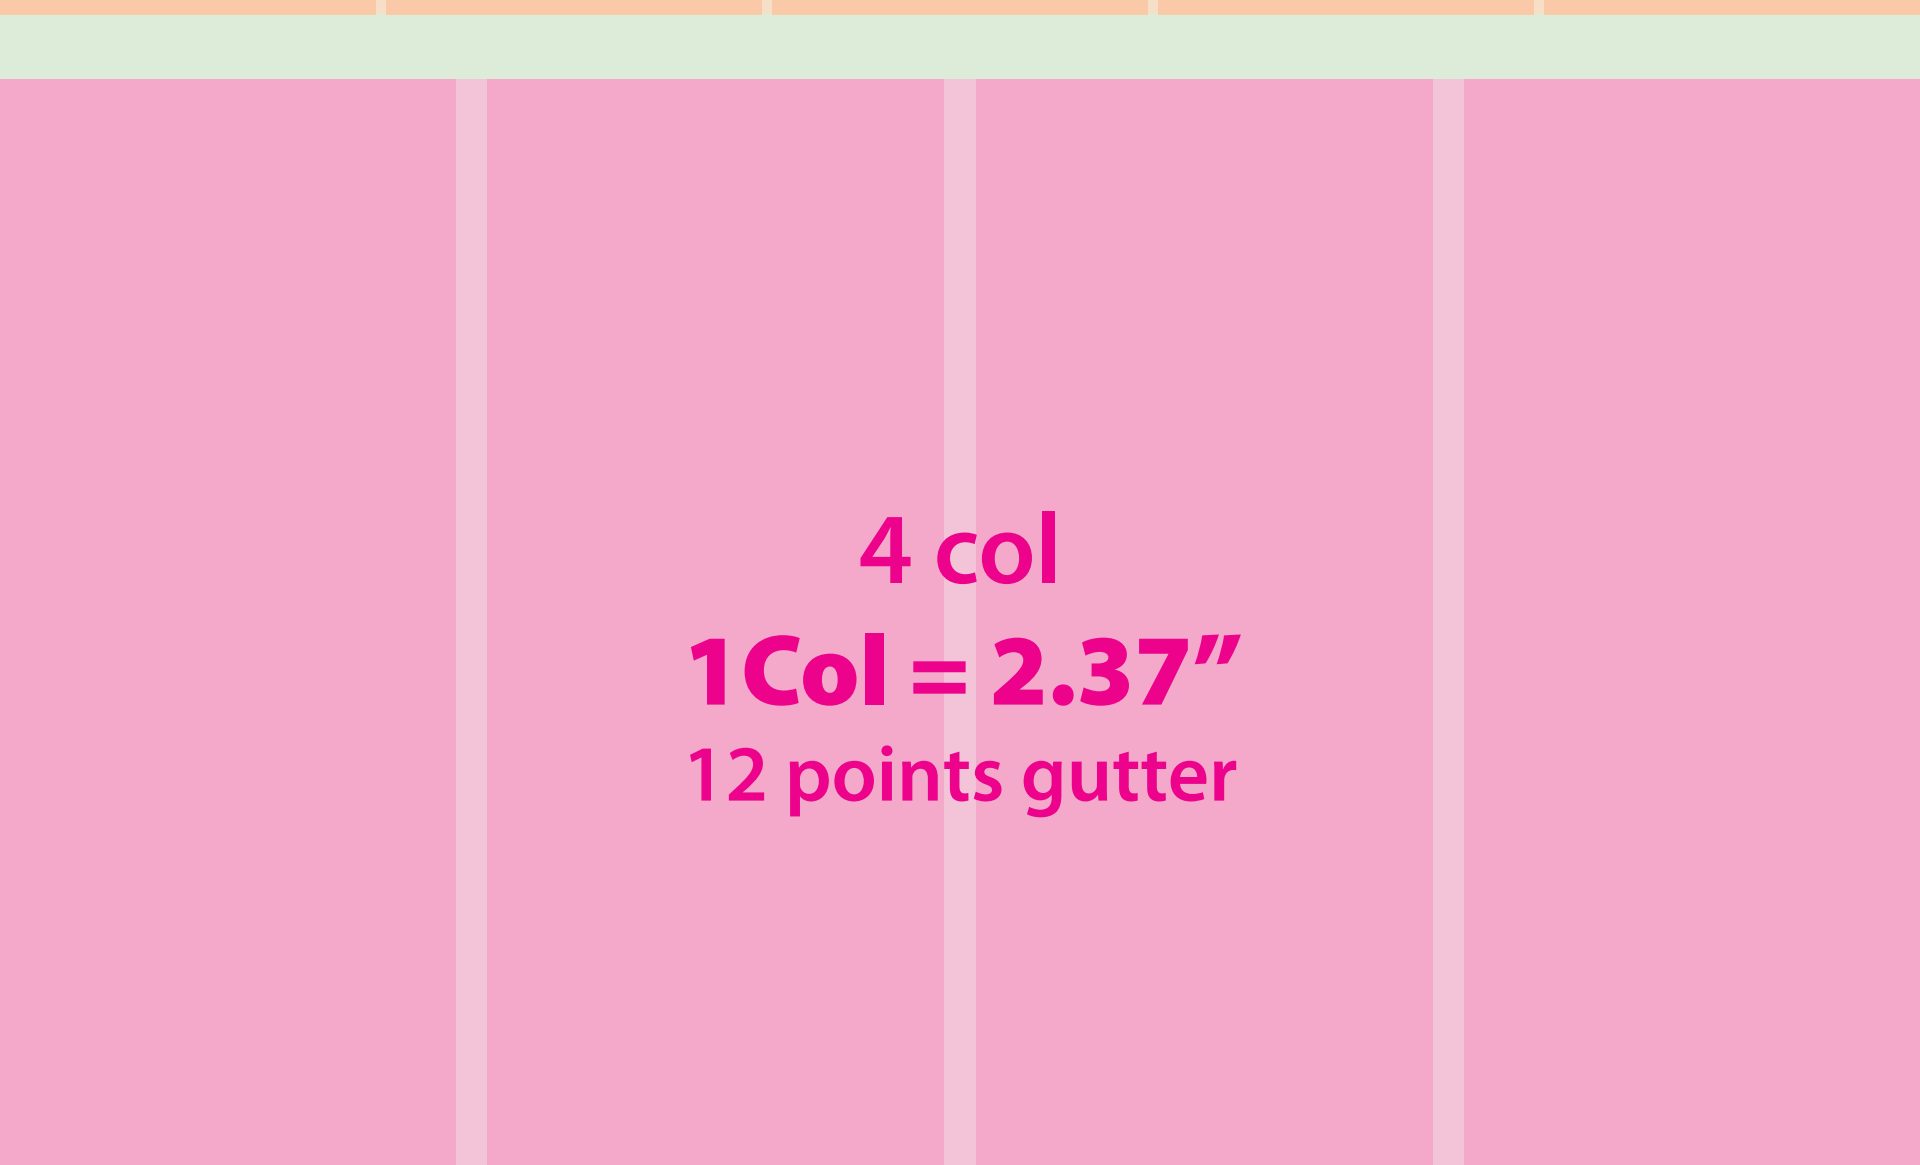 4 col
1Col = 2.37”
12 points gutter